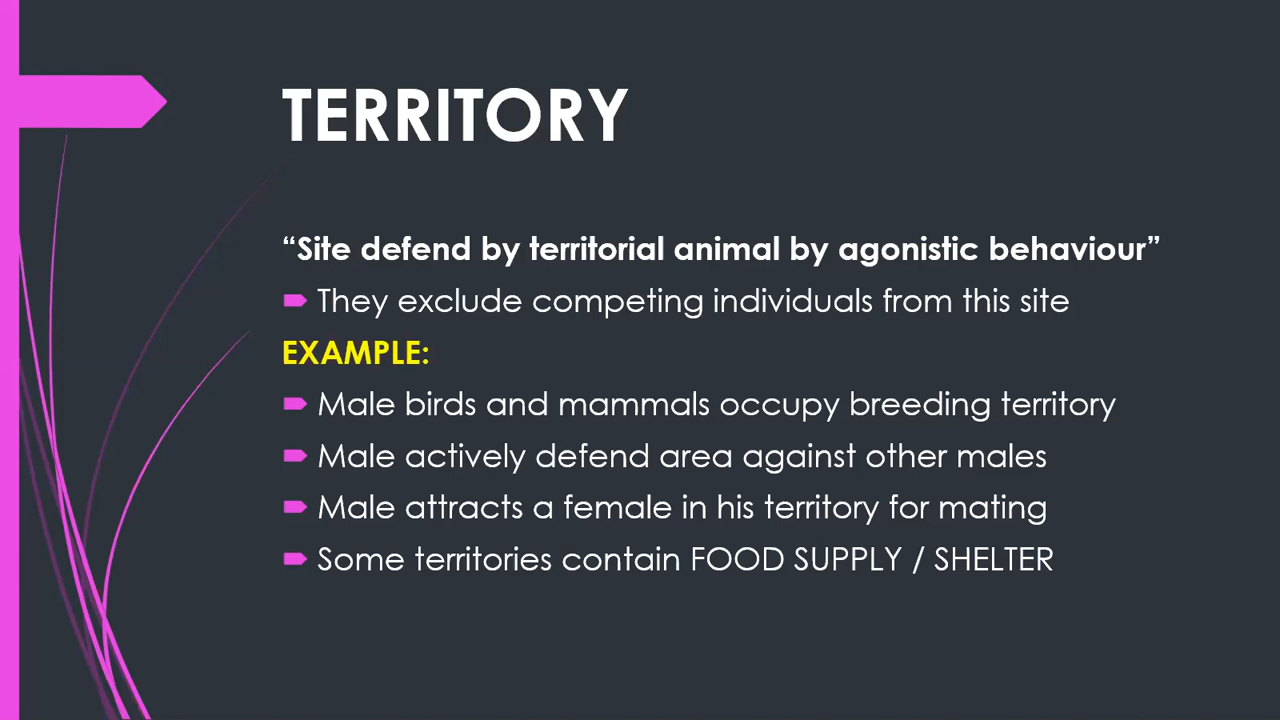 TERRITORY
“Site defend by territorial animal by agonistic behaviour”
They exclude competing individuals from this site
EXAMPLE:
Male birds and mammals occupy breeding territory
Male actively defend area against other males
Male attracts a female in his territory for mating
Some territories contain FOOD SUPPLY / SHELTER